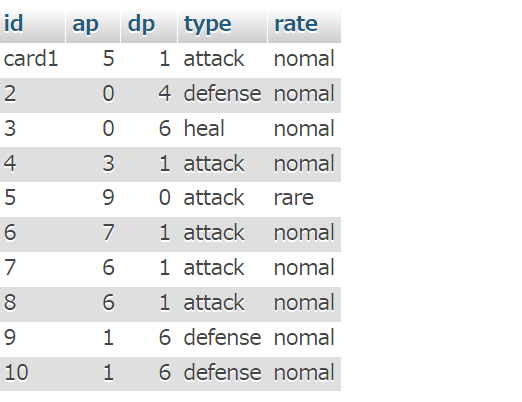 id ap dp type rate
card1 5 1 attack nomal
2 0 4 defense nomal
3 0 6 heal nomal
4 3 1 attack nomal
5 9 0 attack rare
6 7 1 attack nomal
7 6 1 attack nomal
8 6 1 attack nomal
9 1 6 defense nomal
10 1 6 defense nomal